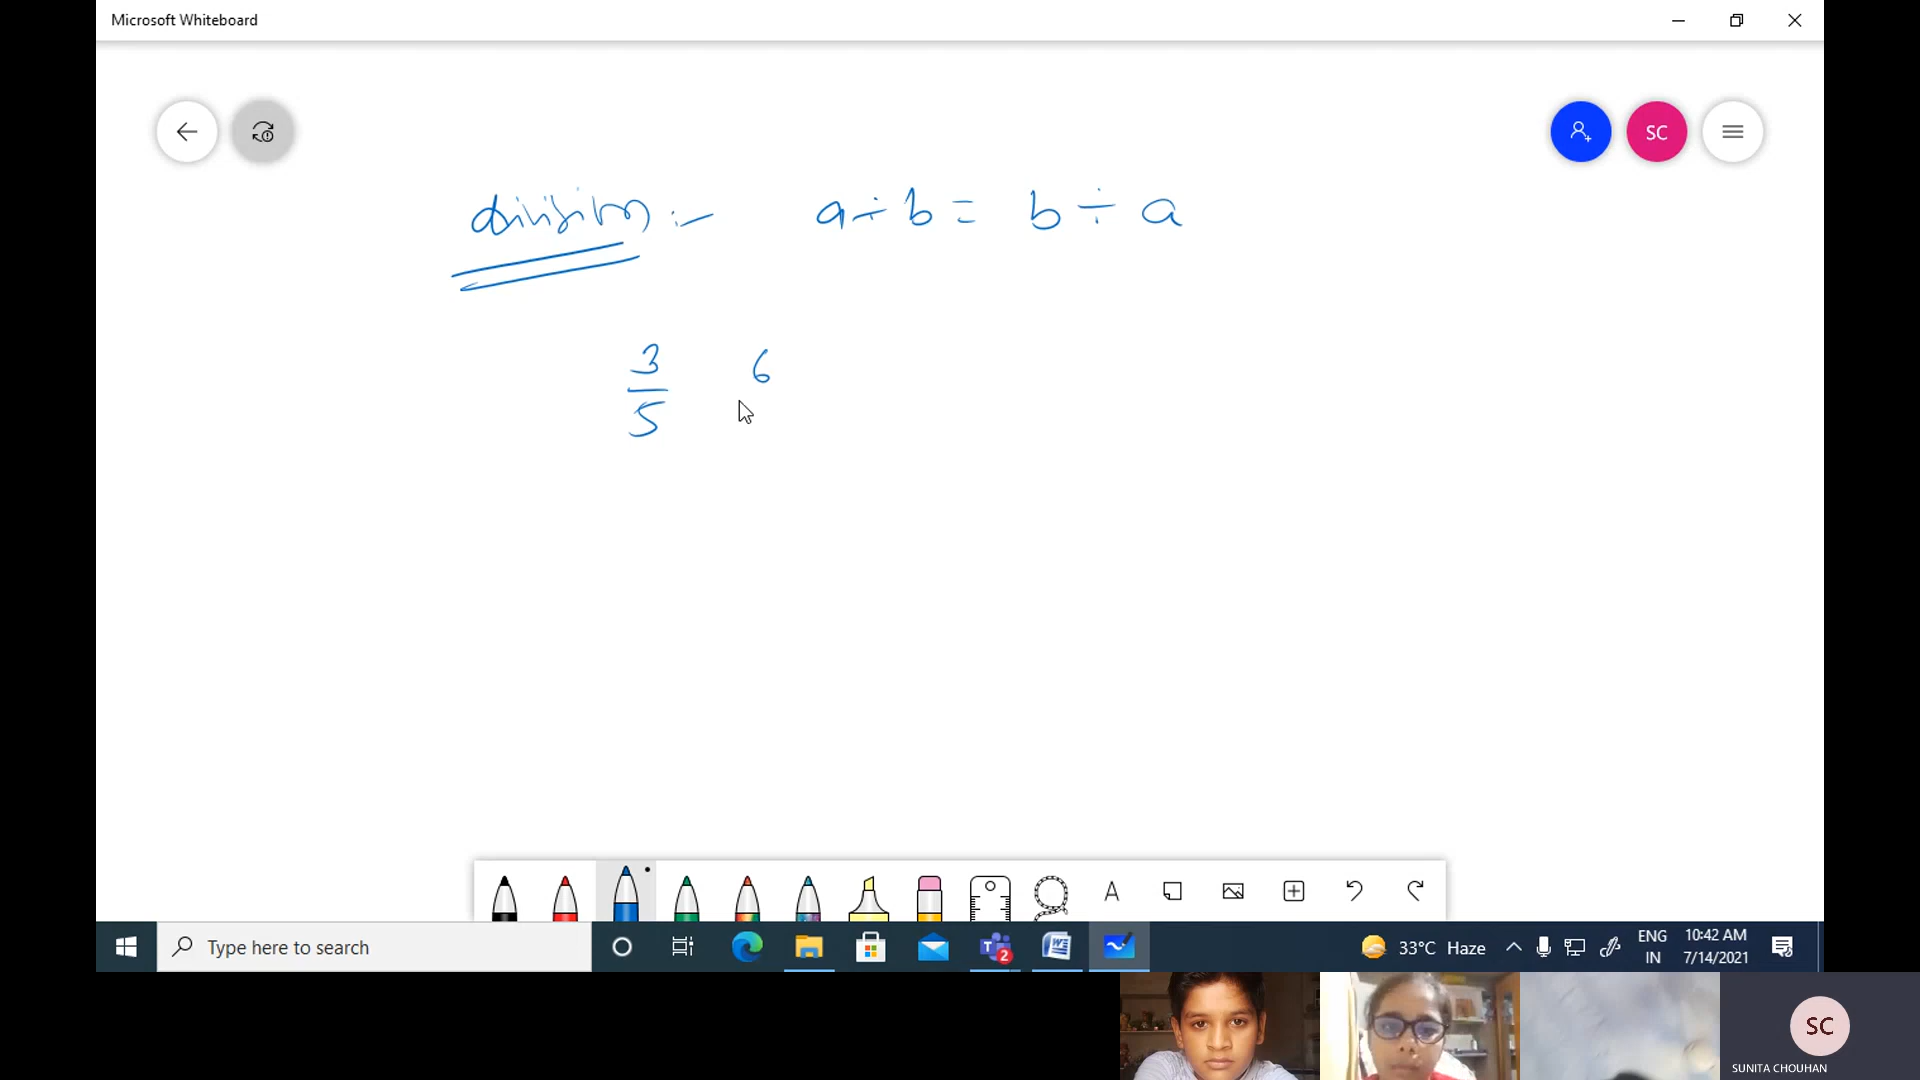 Microsoft Whiteboard
SC
division :- a ÷ b = b ÷ a
3 6
5
A
Type here to search
2
33°C Haze
ENG
IN
10:42 AM
7/14/2021
SC
SUNITA CHOUHAN